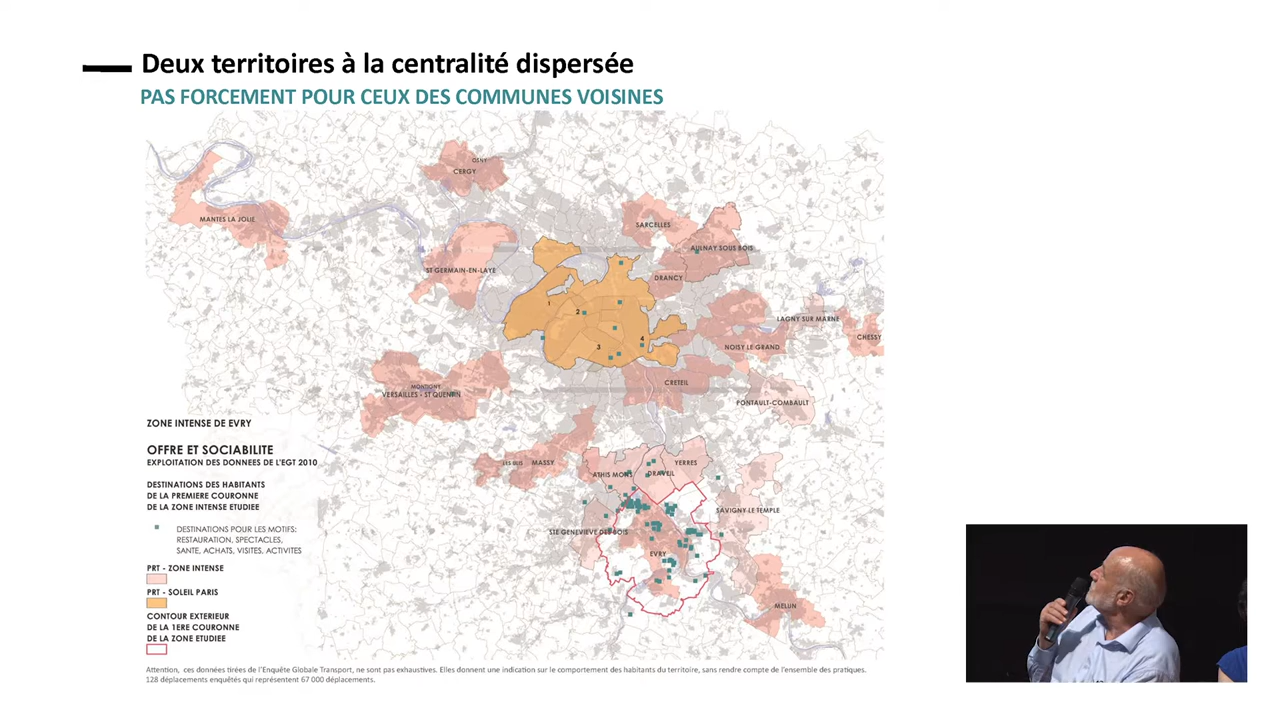 Deux territoires à la centralité dispersée
PAS FORCEMENT POUR CEUX DES COMMUNES VOISINES
OSNY
CERGY
MANTES LA JOLIE
SARCELLES
AULNAY SOUS BOIS
ST GERMAIN-EN-LAYE
DRANCY
1
2
LAGNY SUR MARNE
CHESSY
3
4
NOISY LE GRAND
CRETEIL
MONTIGNY
VERSAILLES - ST QUENTIN
PONTAULT-COMBAULT
ZONE INTENSE DE EVRY
OFFRE ET SOCIABILITE
EXPLOITATION DES DONNEES DE L'EGT 2010
LES ULIS
MASSY
ATHIS MONS
DRAVEIL
YERRES
DESTINATIONS DES HABITANTS
DE LA PREMIERE COURONNE
DE LA ZONE INTENSE ETUDIEE
SAVIGNY LE TEMPLE
DESTINATIONS POUR LES MOTIFS:
RESTAURATION, SPECTACLES,
SANTE, ACHATS, VISITES, ACTIVITES
STE GENEVIEVE DES BOIS
EVRY
PRT - ZONE INTENSE
PRT - SOLEIL PARIS
MELUN
CONTOUR EXTERIEUR
DE LA 1ERE COURONNE
DE LA ZONE ETUDIEE
Attention, ces données tirées de l'Enquête Globale Transport, ne sont pas exhaustives. Elles donnent une indication sur le comportement des habitants du territoire, sans rendre compte de l'ensemble des pratiques.
128 déplacements enquêtés qui représentent 67 000 déplacements.